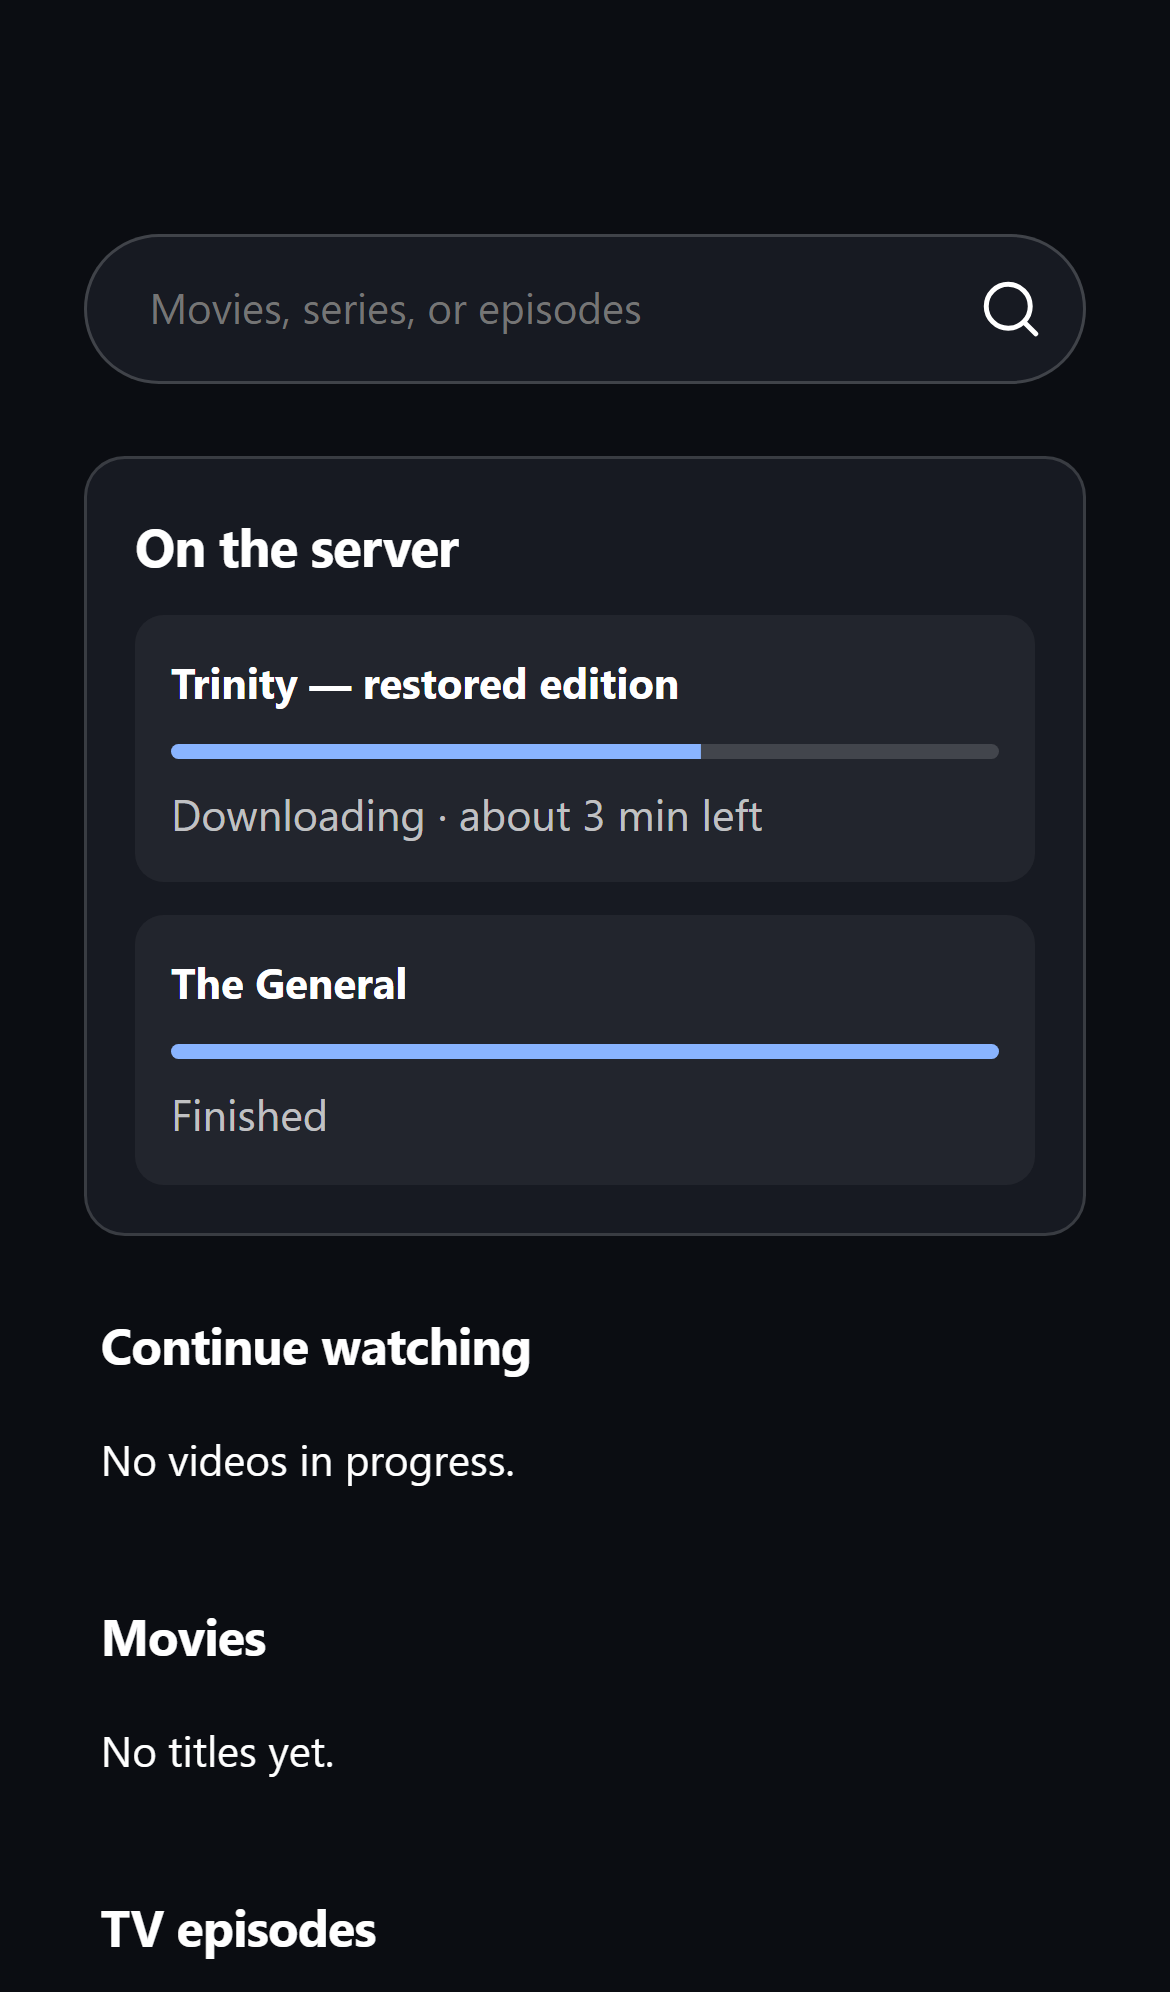 Movies, series, or episodes
On the server
Trinity — restored edition
Downloading · about 3 min left
The General
Finished
Continue watching
No videos in progress.
Movies
No titles yet.
TV episodes